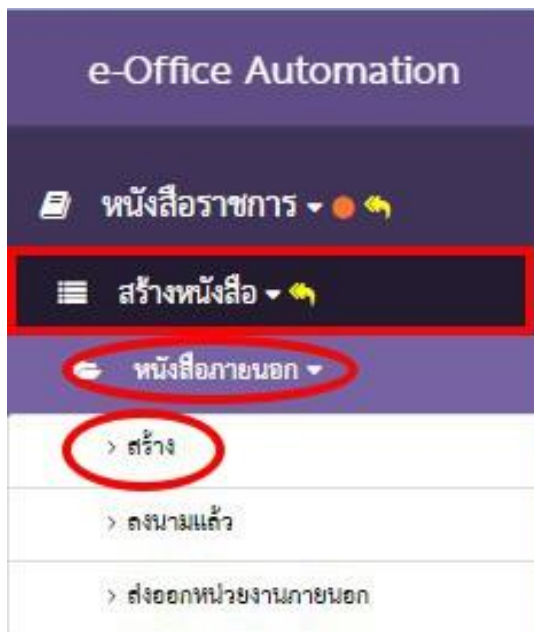 e-Office Automation
หนังสือราชการ
สร้างหนังสือ
หนังสือภายนอก
> สร้าง
> ลงนามแล้ว
> ส่งออกหน่วยงานภายนอก